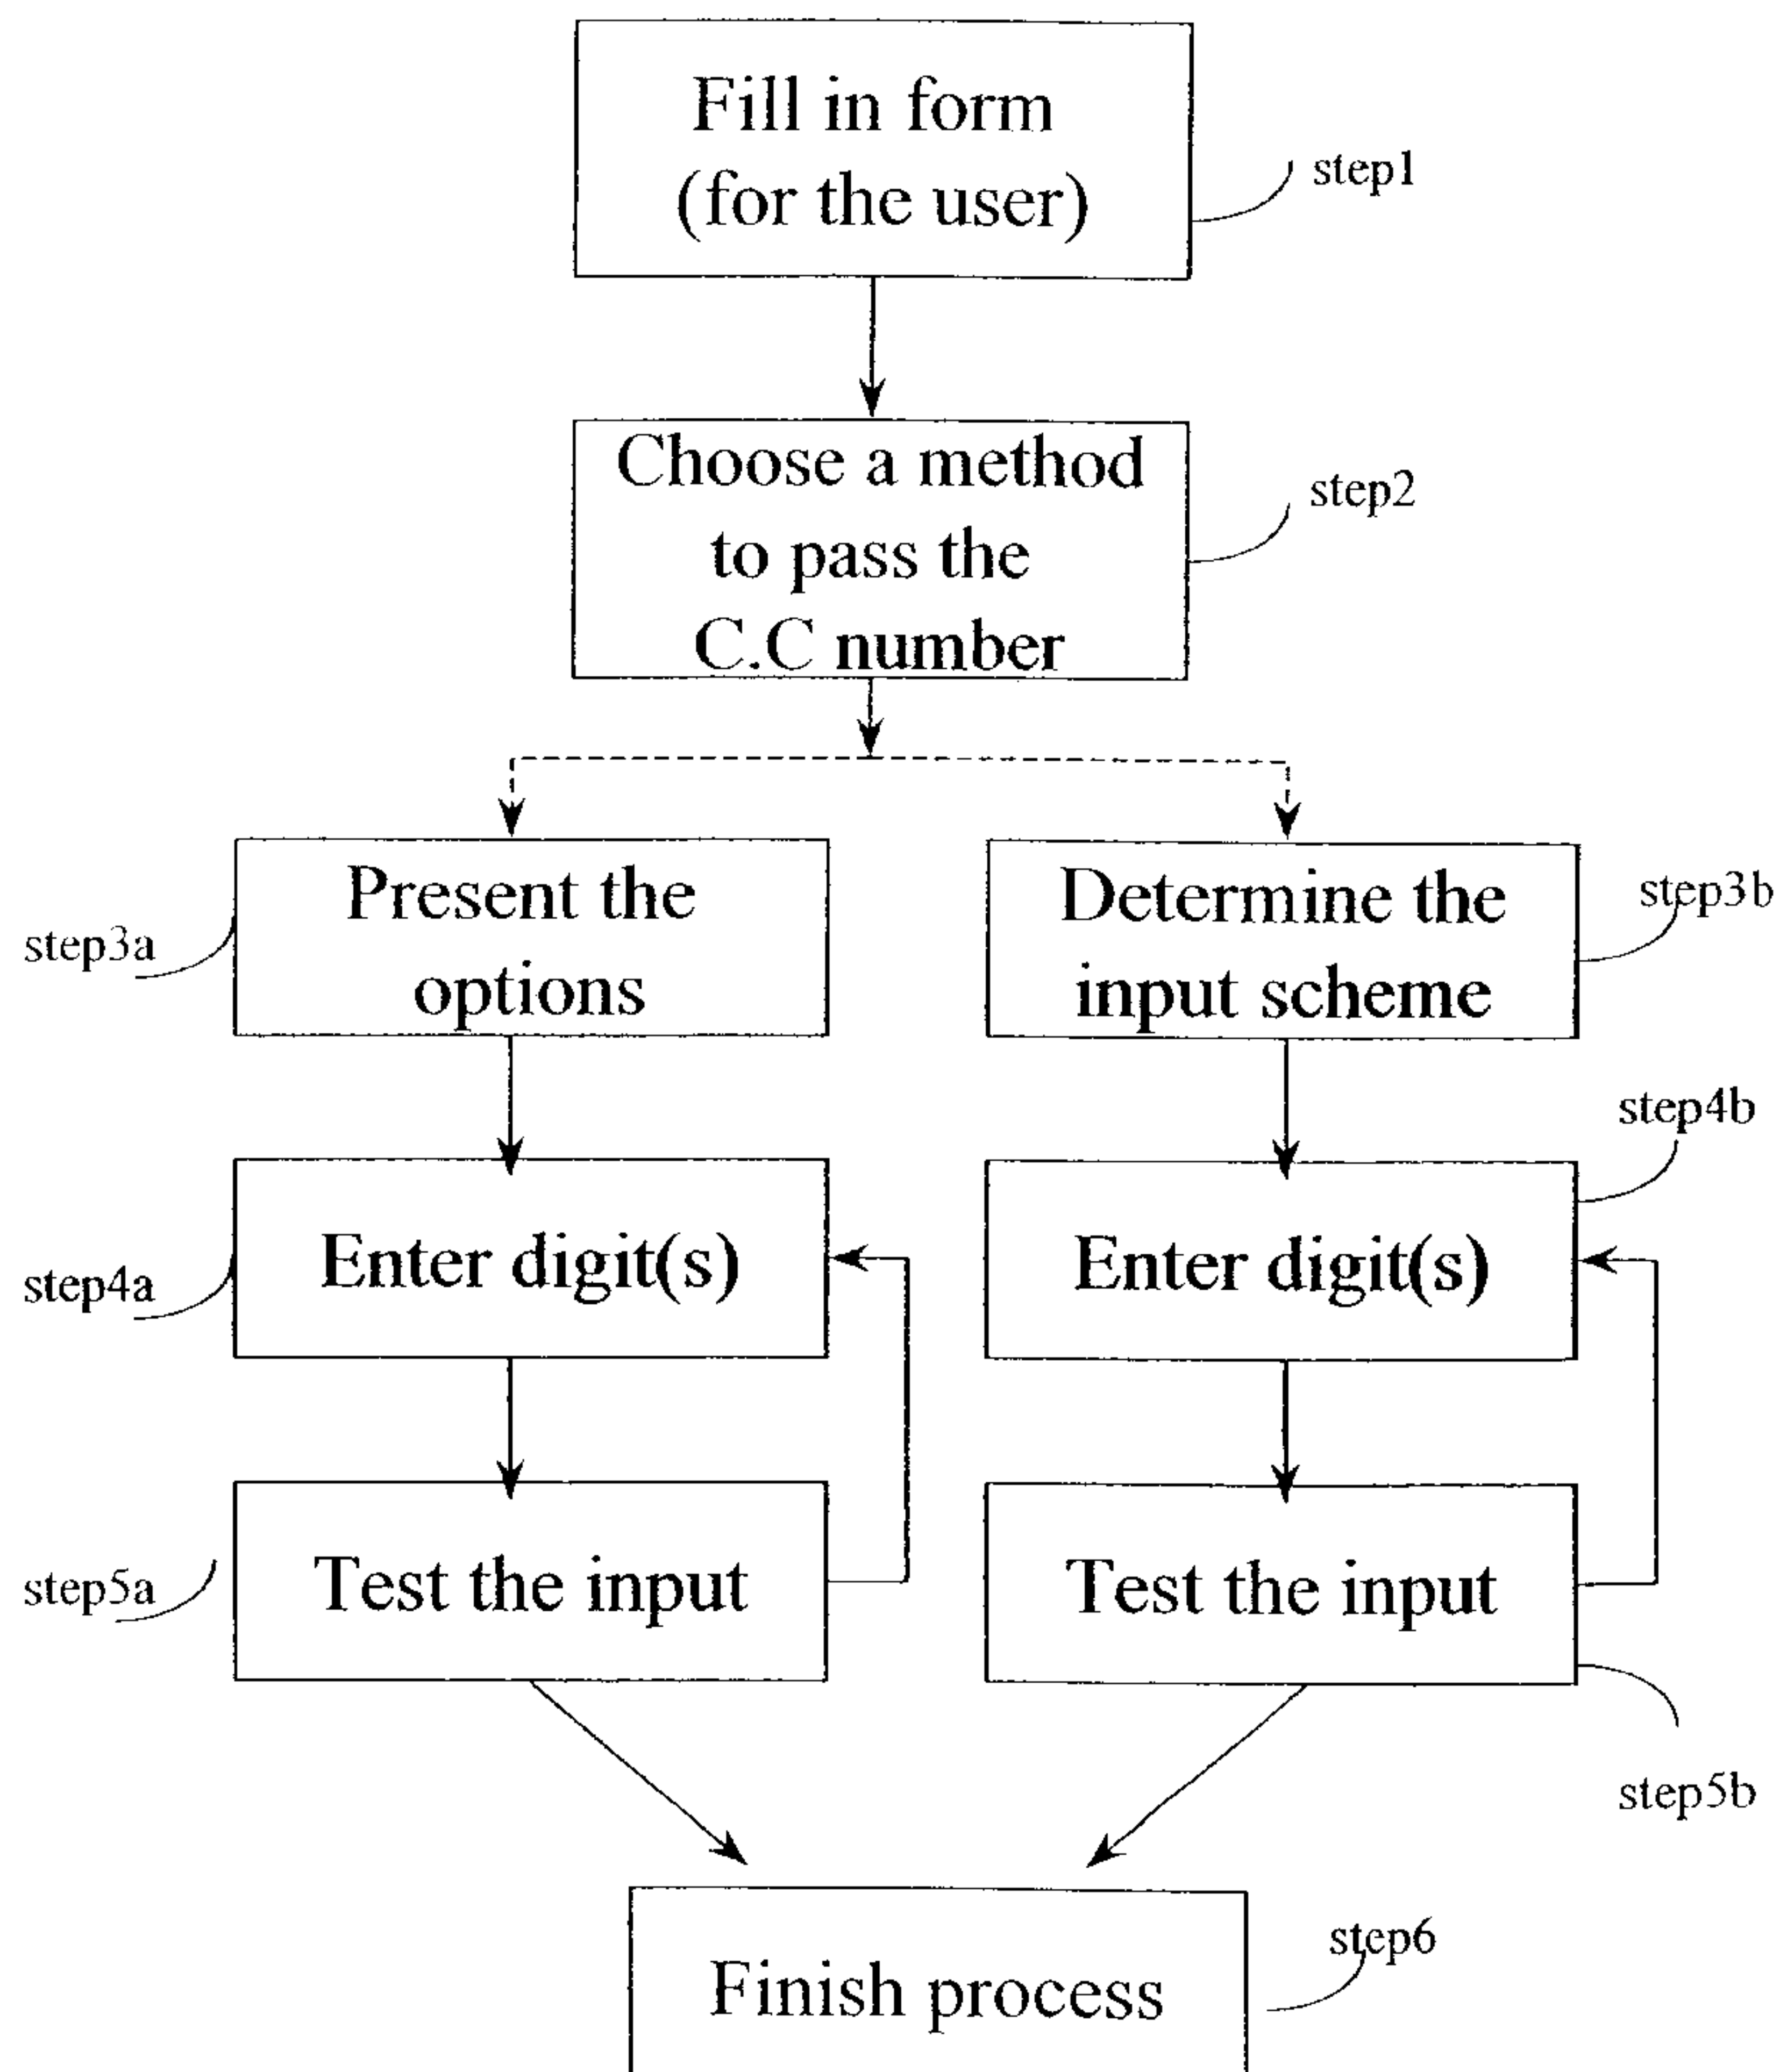 Fill in form
(for the user)
step1
Choose a method
to pass the
C.C number
step2
Present the
options
step3a
Determine the
input scheme
step3b
Enter digit(s)
step4a
Enter digit(s)
step4b
Test the input
step5a
Test the input
step5b
Finish process
step6